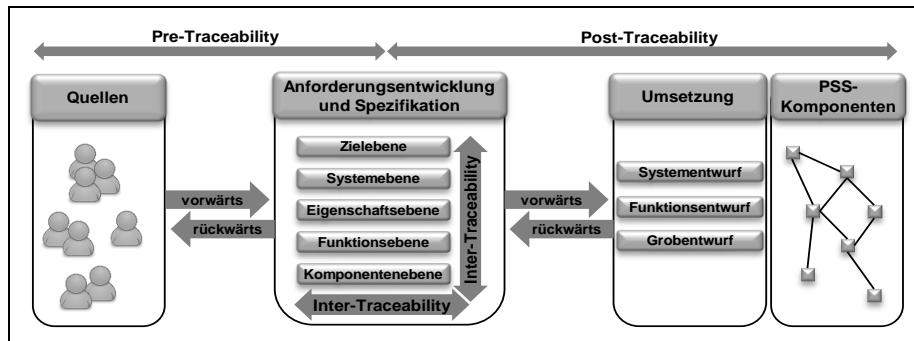 Pre-Traceability
Post-Traceability
Quellen
Anforderungsentwicklung
und Spezifikation
Umsetzung
PSS-
Komponenten
vorwärts
rückwärts
Zielebene
Systemebene
Eigenschaftsebene
Funktionsebene
Komponentenebene
Inter-Traceability
Inter-Traceability
vorwärts
rückwärts
Systementwurf
Funktionsentwurf
Grobentwurf